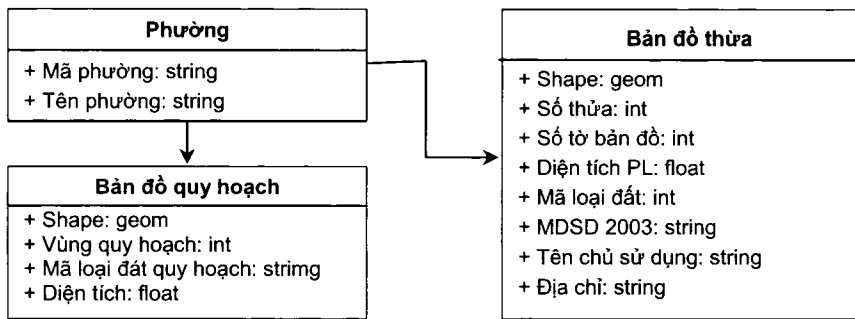 Phường
+ Mã phường: string
+ Tên phường: string
Bản đồ quy hoạch
+ Shape: geom
+ Vùng quy hoạch: int
+ Mã loại đát quy hoạch: strimg
+ Diện tích: float
Bản đồ thừa
+ Shape: geom
+ Số thửa: int
+ Số tờ bản đồ: int
+ Diện tích PL: float
+ Mã loại đất: int
+ MDSD 2003: string
+ Tên chủ sử dụng: string
+ Địa chỉ: string